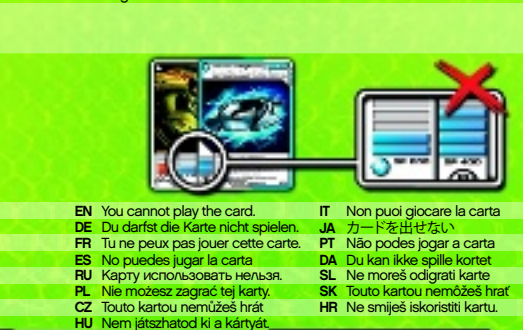 EN You cannot play the card.
DE Du darfst die Karte nicht spielen.
FR Tu ne peux pas jouer cette carte.
ES No puedes jugar la carta
RU Карту использовать нельзя.
PL Nie możesz zagrać tej karty.
CZ Touto kartou nemůžeš hrát
HU Nem játszhatod ki a kártyát.
IT Non puoi giocare la carta
JA カードを出せない
PT Não podes jogar a carta
DA Du kan ikke spille kortet
SL Ne moreš odigrati karte
SK Touto kartou nemôžeš hrať
HR Ne smiješ iskoristiti kartu.